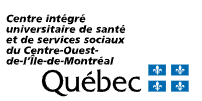 Centre intégré
universitaire de santé
et de services sociaux
du Centre-Ouest-
de-l'Île-de-Montréal
Québec